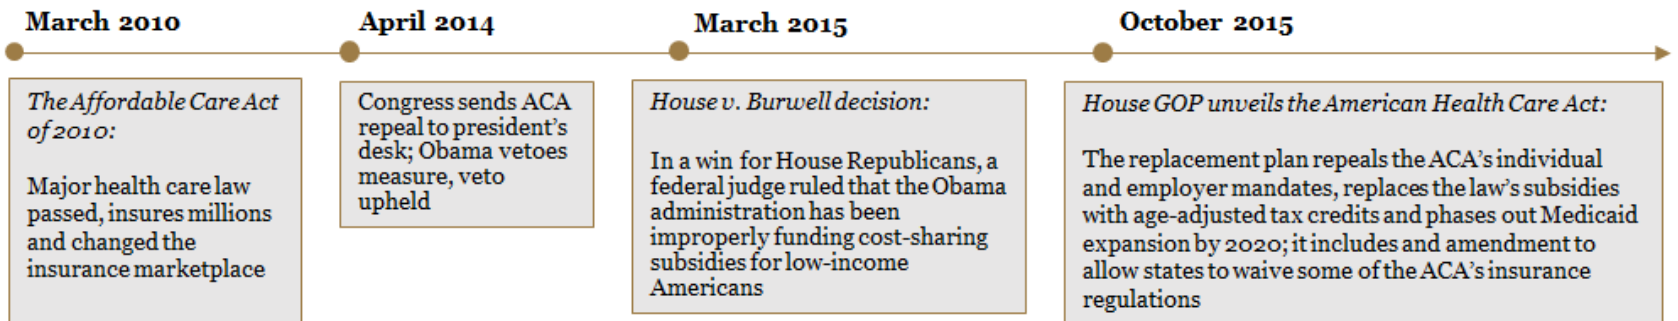 March 2010
April 2014
March 2015
October 2015
The Affordable Care Act
of 2010:
Major health care law
passed, insures millions
and changed the
insurance marketplace
Congress sends ACA
repeal to president's
desk; Obama vetoes
measure, veto
upheld
House v. Burwell decision:
In a win for House Republicans, a
federal judge ruled that the Obama
administration has been
improperly funding cost-sharing
subsidies for low-income
Americans
House GOP unveils the American Health Care Act:
The replacement plan repeals the ACA's individual
and employer mandates, replaces the law's subsidies
with age-adjusted tax credits and phases out Medicaid
expansion by 2020; it includes and amendment to
allow states to waive some of the ACA's insurance
regulations